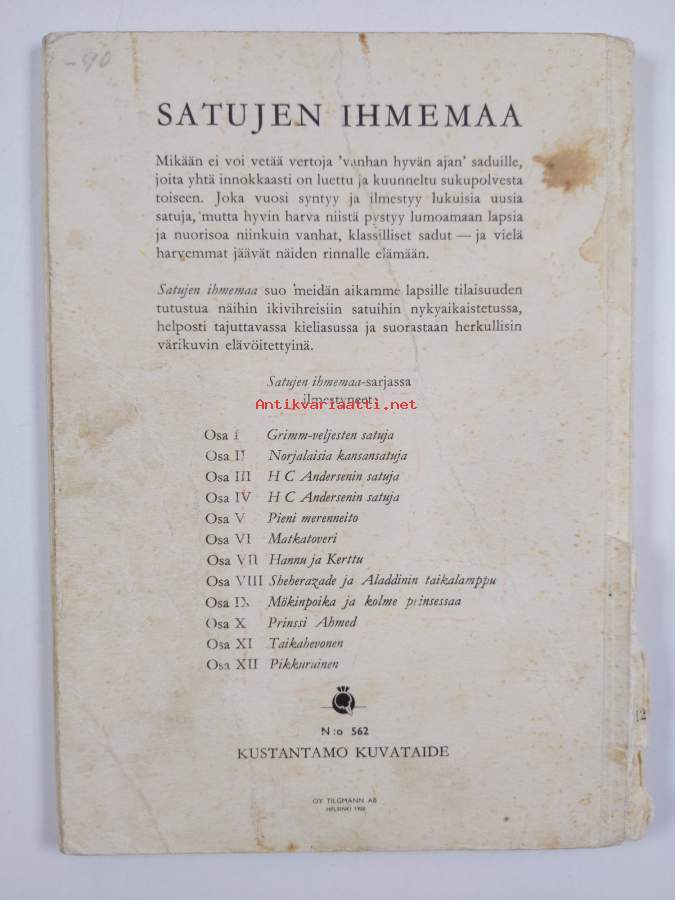 -90
SATUJEN IHMEMAA
Mikään ei voi vetää vertoja 'vanhan hyvän ajan' saduille,
joita yhtä innokkaasti on luettu ja kuunneltu sukupolvesta
toiseen. Joka vuosi syntyy ja ilmestyy lukuisia uusia
satuja, mutta hyvin harva niistä pystyy lumoamaan lapsia
ja nuorisoa niinkuin vanhat, klassilliset sadut — ja vielä
harvemmat jäävät näiden rinnalle elämään.
Satujen ihmemaa suo meidän aikamme lapsille tilaisuuden
tutustua näihin ikivihreisiin satuihin nykyaikaistetussa,
helposti tajuttavassa kieliasussa ja suorastaan herkullisin
värikuvin elävöitettyinä.
Satujen ihmemaa-sarjassa
ilmestyneet:
Antikvariaatti.net
Osa I Grimm-veljesten satuja
Osa II Norjalaisia kansansatuja
Osa III H C Andersenin satuja
Osa IV H C Andersenin satuja
Osa V Pieni merenneito
Osa VI Matkatoveri
Osa VII Hannu ja Kerttu
Osa VIII Sheherazade ja Aladdinin taikalamppu
Osa IX Mökinpoika ja kolme prinsessaa
Osa X Prinssi Ahmed
Osa XI Taikahevonen
Osa XII Pikkuruinen
12
N:o 562
KUSTANTAMO KUVATAIDE
OY TILGMANN AB
HELSINKI